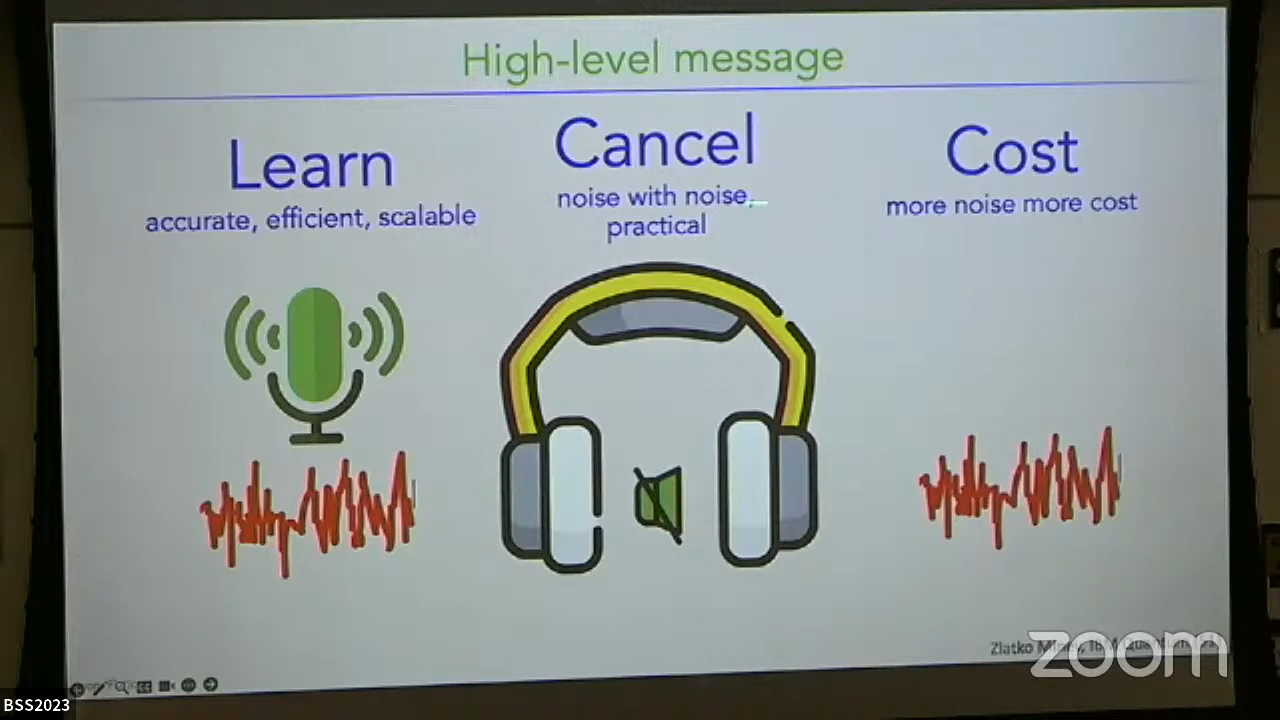 High-level message
Learn
accurate, efficient, scalable
Cancel
noise with noise,
practical
Cost
more noise more cost
Zlatko
zoom
BSS2023